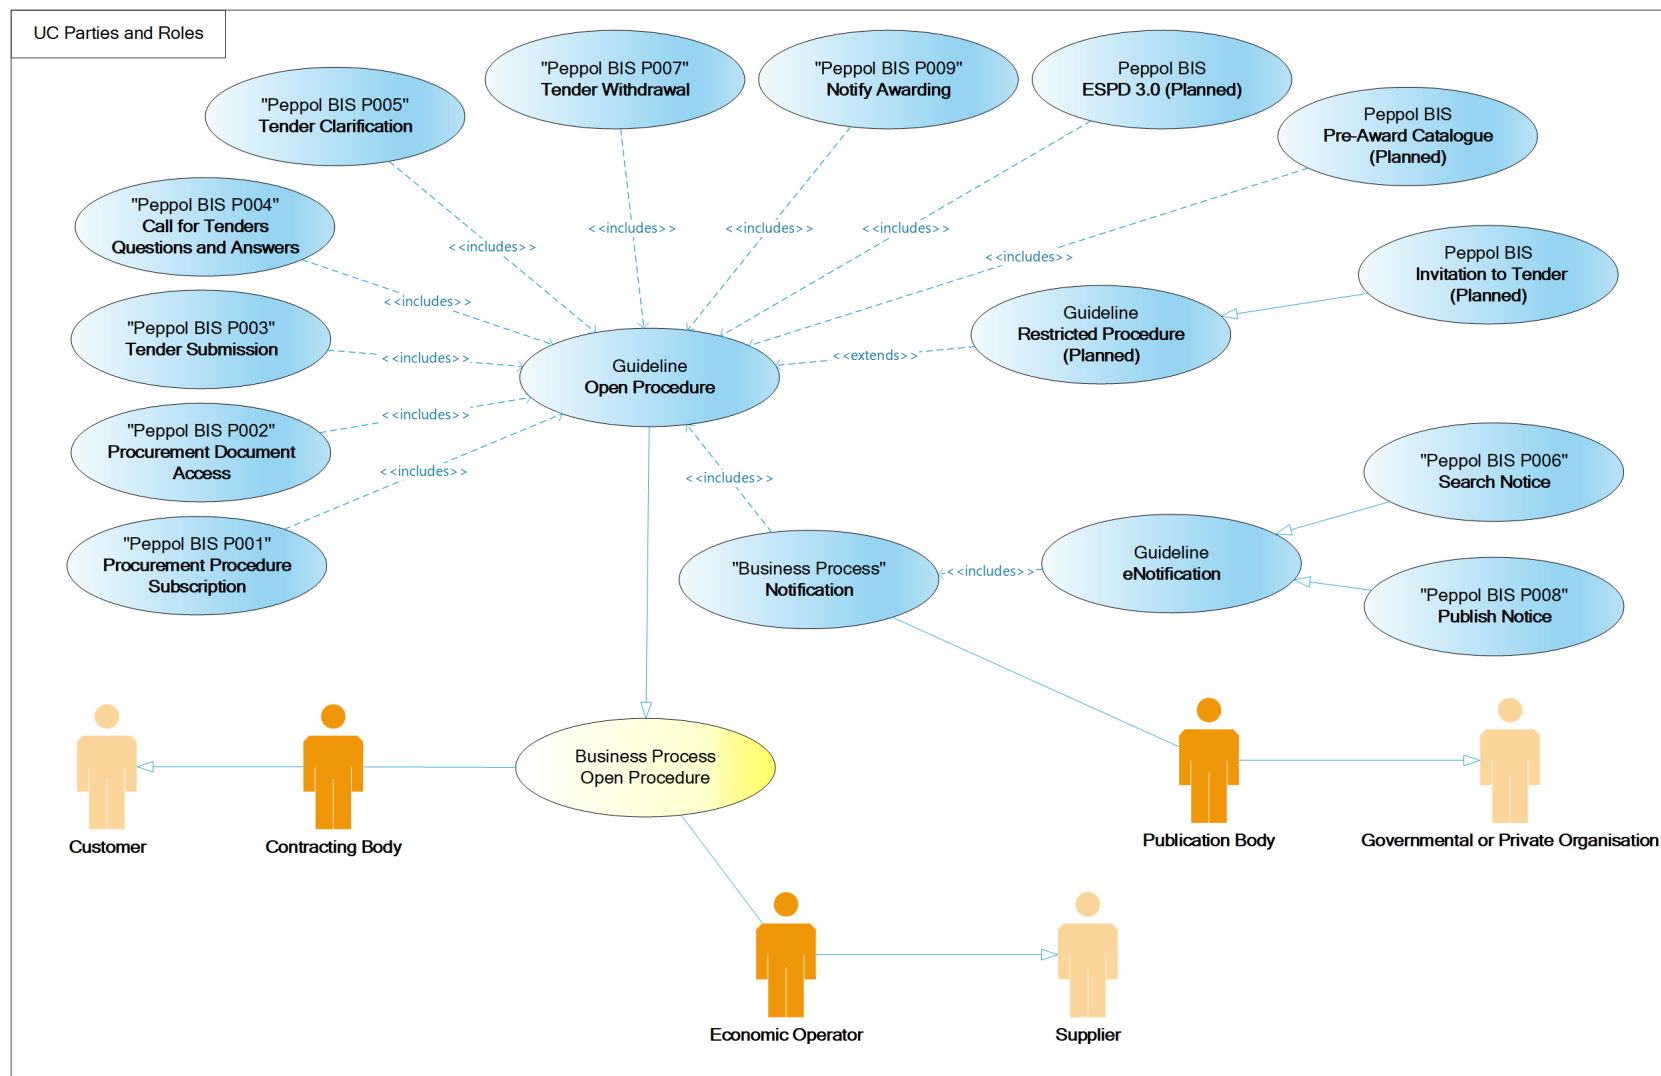 UC Parties and Roles
"Peppol BIS P007"
Tender Withdrawal
"Peppol BIS P009"
Notify Awarding
Peppol BIS
ESPD 3.0 (Planned)
"Peppol BIS P005"
Tender Clarification
Peppol BIS
Pre-Award Catalogue
(Planned)
"Peppol BIS P004"
Call for Tenders
Questions and Answers
<<includes>>
<<includes>>
<<includes>>
<<includes>>
<<includes>>
<<includes>>
Peppol BIS
Invitation to Tender
(Planned)
<<includes>>
"Peppol BIS P003"
Tender Submission
<<includes>>
Guideline
Open Procedure
<<extends>>
Guideline
Restricted Procedure
(Planned)
"Peppol BIS P002"
Procurement Document
Access
<<includes>>
<<includes>>
<<includes>>
"Peppol BIS P006"
Search Notice
"Peppol BIS P001"
Procurement Procedure
Subscription
"Business Process"
Notification
<<includes>>
Guideline
eNotification
"Peppol BIS P008"
Publish Notice
Business Process
Open Procedure
Customer
Contracting Body
Publication Body
Governmental or Private Organisation
Economic Operator
Supplier